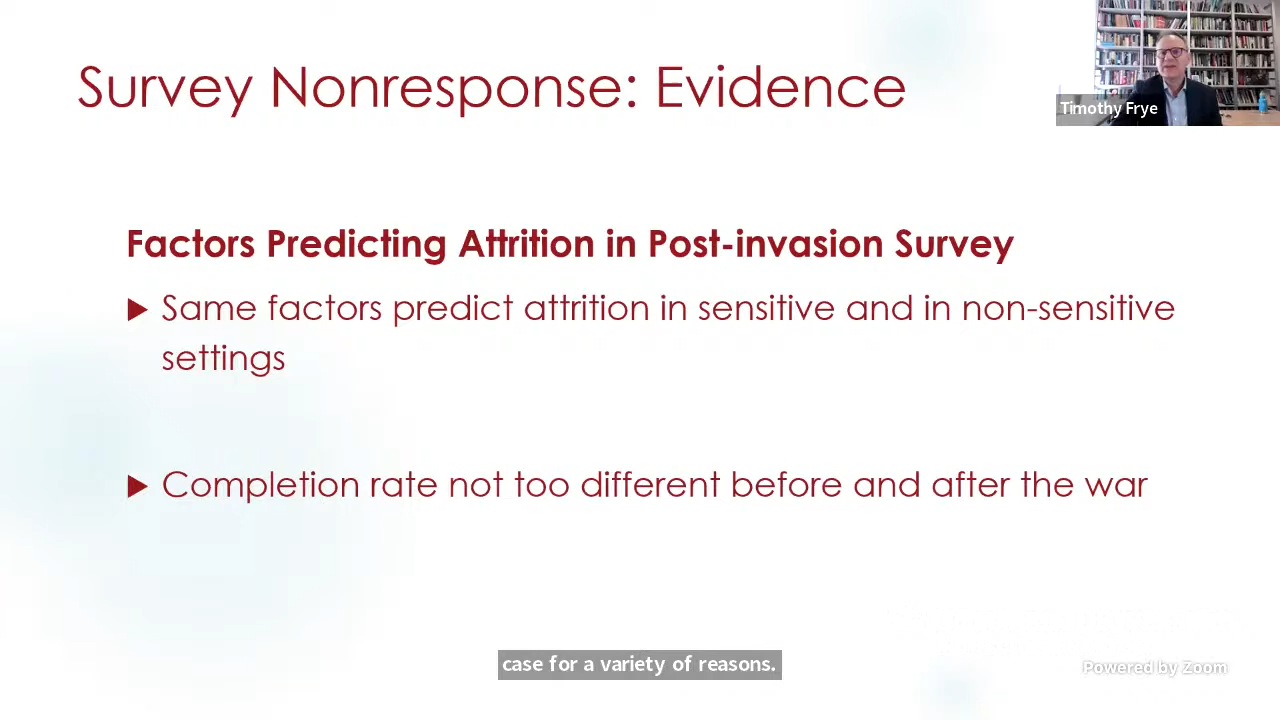 Survey Nonresponse: Evidence
Timothy Frye
Factors Predicting Attrition in Post-invasion Survey
Same factors predict attrition in sensitive and in non-sensitive
settings
Completion rate not too different before and after the war
case for a variety of reasons.
Powered by Zoom